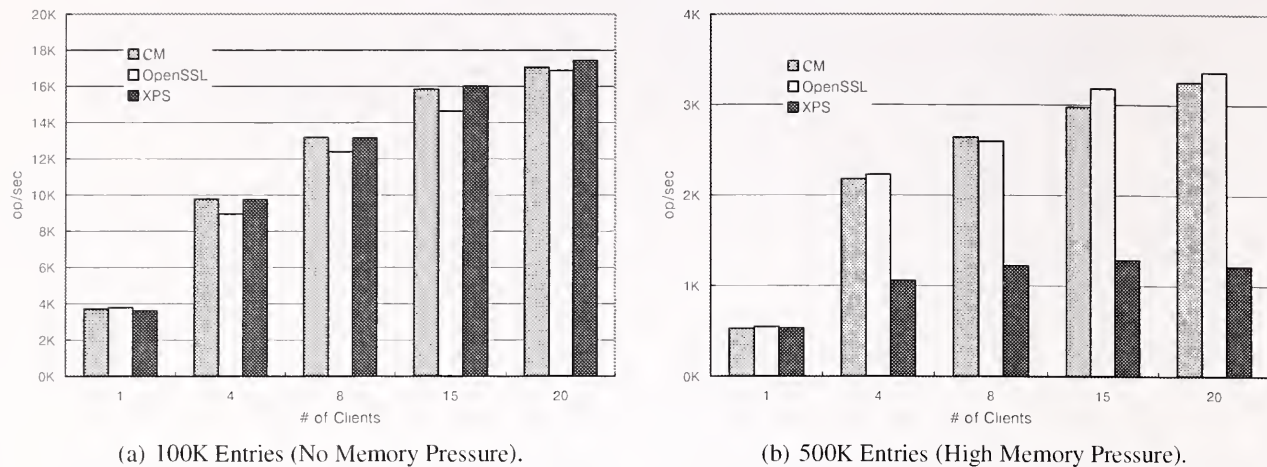 20K
18K
16K
14K
12K
10K
8K
6K
4K
2K
0K
op/sec
CM
OpenSSL
XPS
1 4 8 15 20
# of Clients
(a) 100K Entries (No Memory Pressure).
4K
3K
2K
1K
0K
op/sec
CM
OpenSSL
XPS
1 4 8 15 20
# of Clients
(b) 500K Entries (High Memory Pressure).